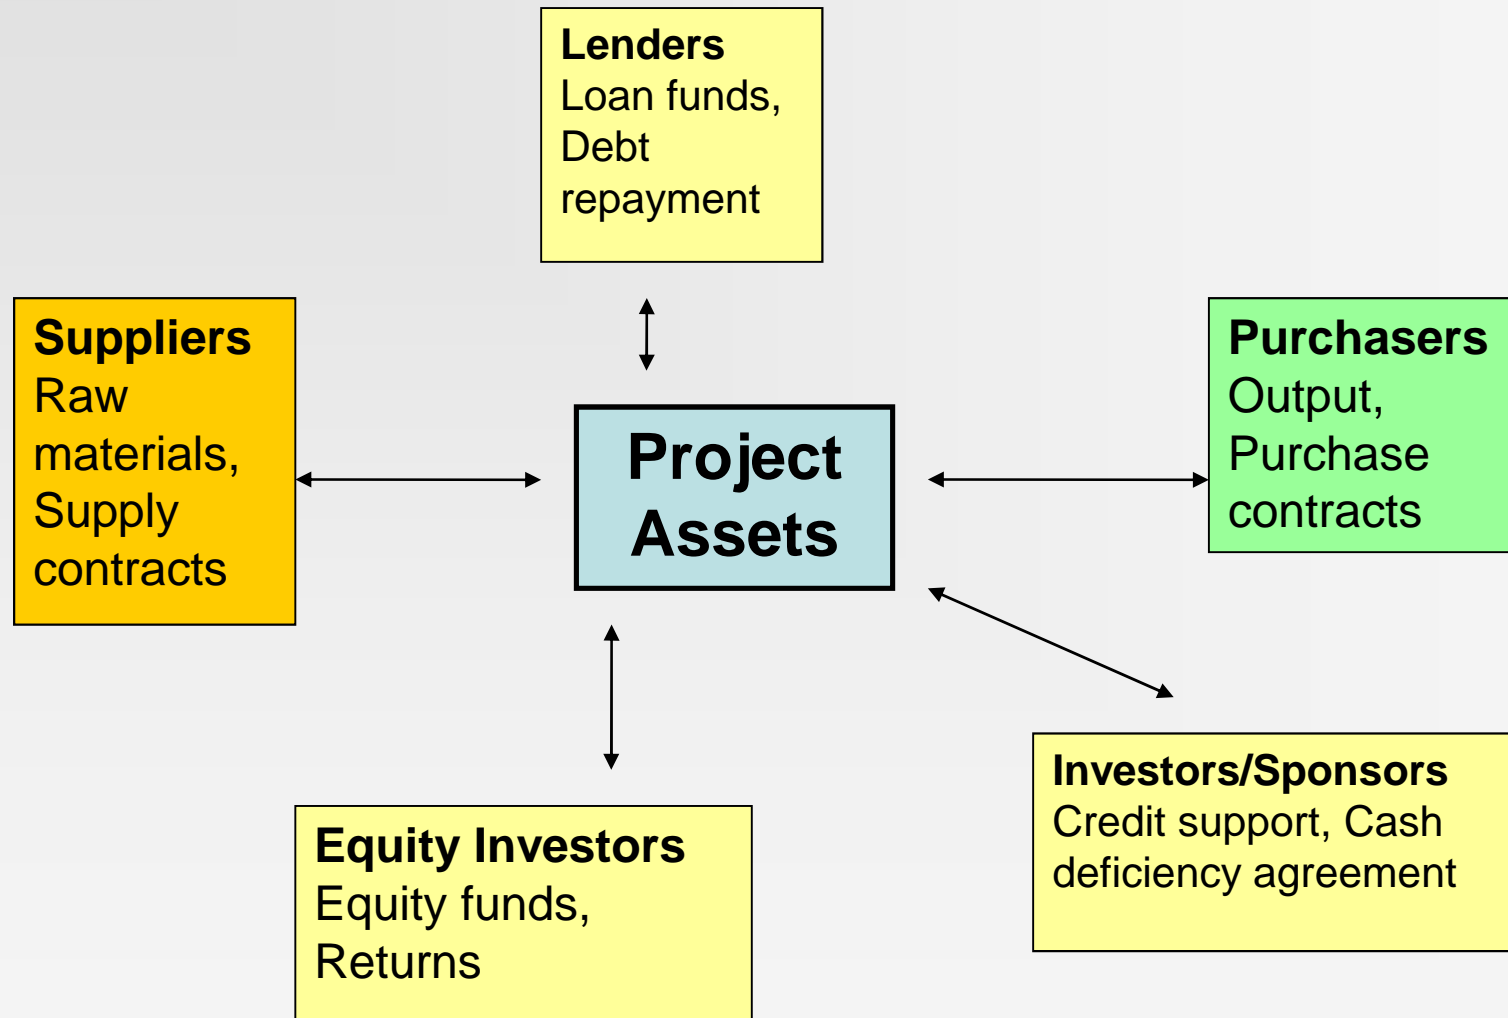 Lenders
Loan funds,
Debt
repayment
Suppliers
Raw
materials,
Supply
contracts
Project
Assets
Purchasers
Output,
Purchase
contracts
Equity Investors
Equity funds,
Returns
Investors/Sponsors
Credit support, Cash
deficiency agreement